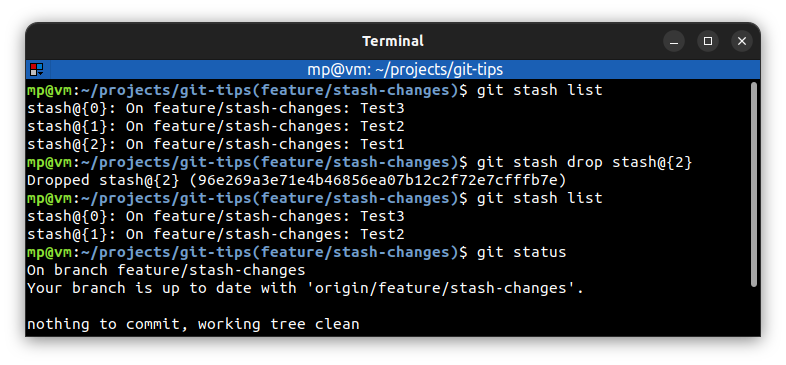 Terminal
mp@vm: ~/projects/git-tips
mp@vm:~/projects/git-tips(feature/stash-changes)$ git stash list
stash@{0}: On feature/stash-changes: Test3
stash@{1}: On feature/stash-changes: Test2
stash@{2}: On feature/stash-changes: Test1
mp@vm:~/projects/git-tips(feature/stash-changes)$ git stash drop stash@{2}
Dropped stash@{2} (96e269a3e71e4b46856ea07b12c2f72e7cfffb7e)
mp@vm:~/projects/git-tips(feature/stash-changes)$ git stash list
stash@{0}: On feature/stash-changes: Test3
stash@{1}: On feature/stash-changes: Test2
mp@vm:~/projects/git-tips(feature/stash-changes)$ git status
On branch feature/stash-changes
Your branch is up to date with 'origin/feature/stash-changes'.
nothing to commit, working tree clean